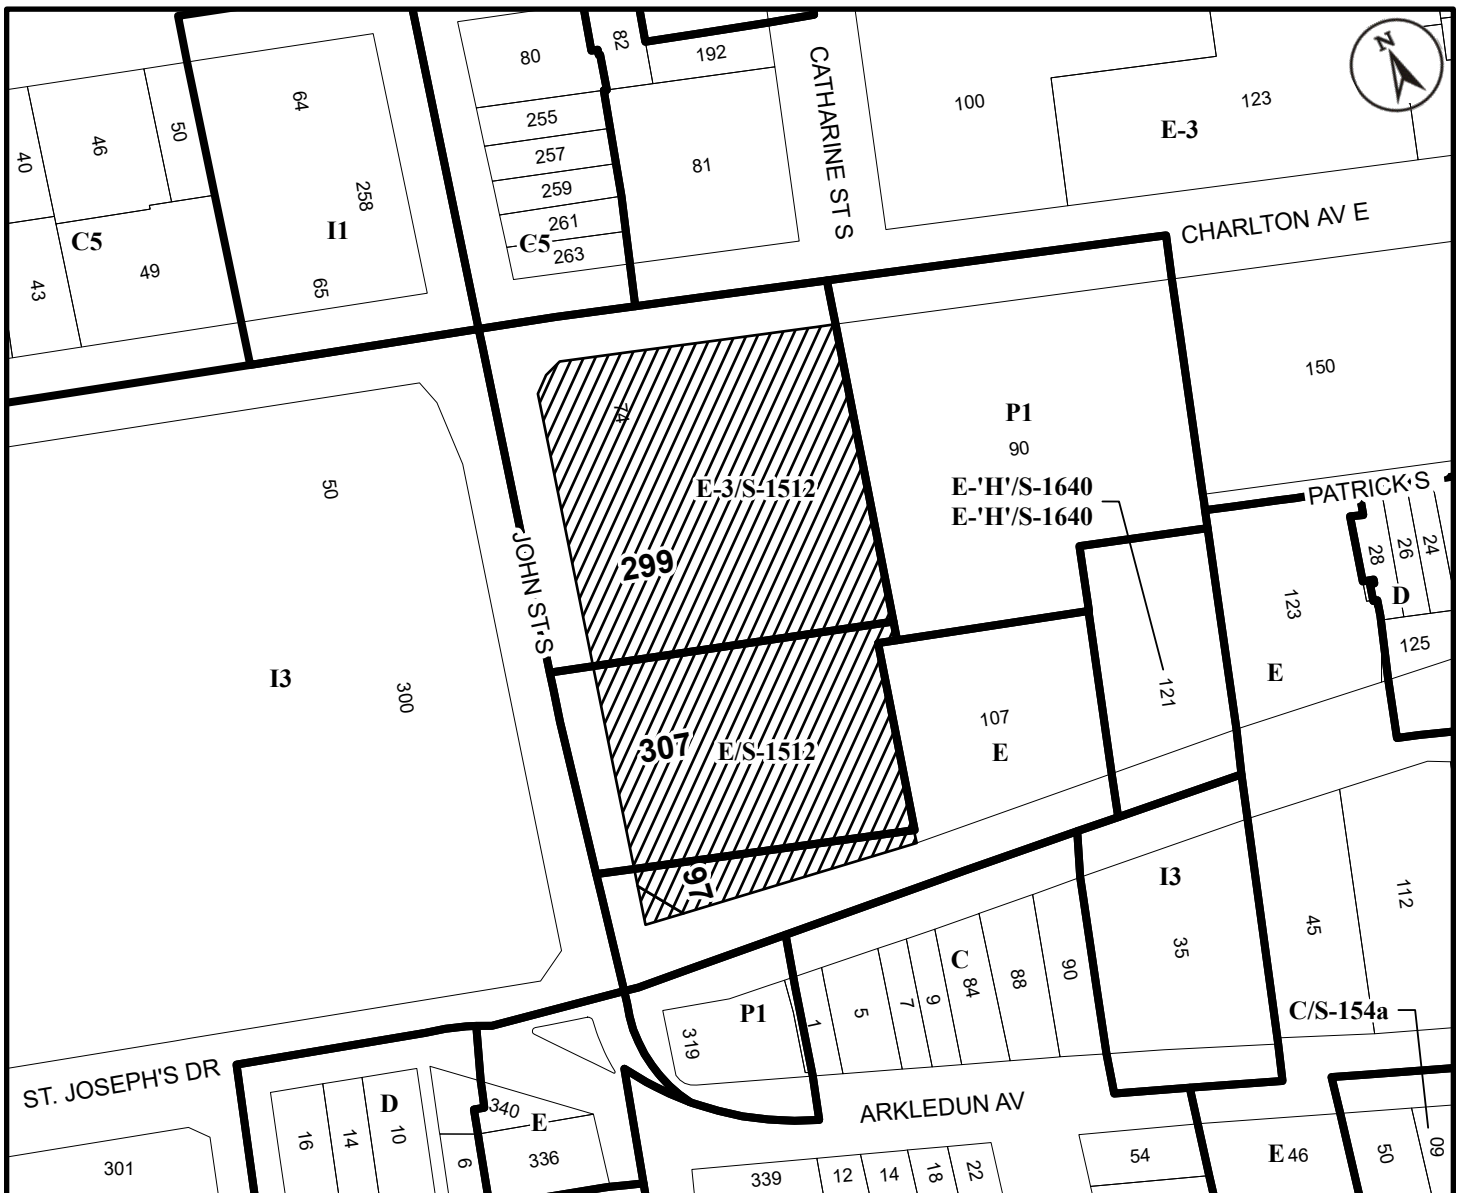 80
82
192
N
64
CATHARINE ST S
100
123
E-3
40
46
50
255
257
259
261
263
C5
81
258
I1
C5
49
43
65
CHARLTON AV E
150
74
P1
90
E-3/S-1512
E-'H'/S-1640
E-'H'/S-1640
PATRICK S
50
JOHN ST S
299
28
26
24
D
123
125
I3
300
E
121
107
E
307
E/S-1512
97
I3
35
45
112
C
1
5
7
9
84
88
90
P1
319
C/S-154a
ST. JOSEPH'S DR
ARKLEDUN AV
D
16
14
10
6
340
E
336
301
339
12
14
18
22
54
E
46
50
60